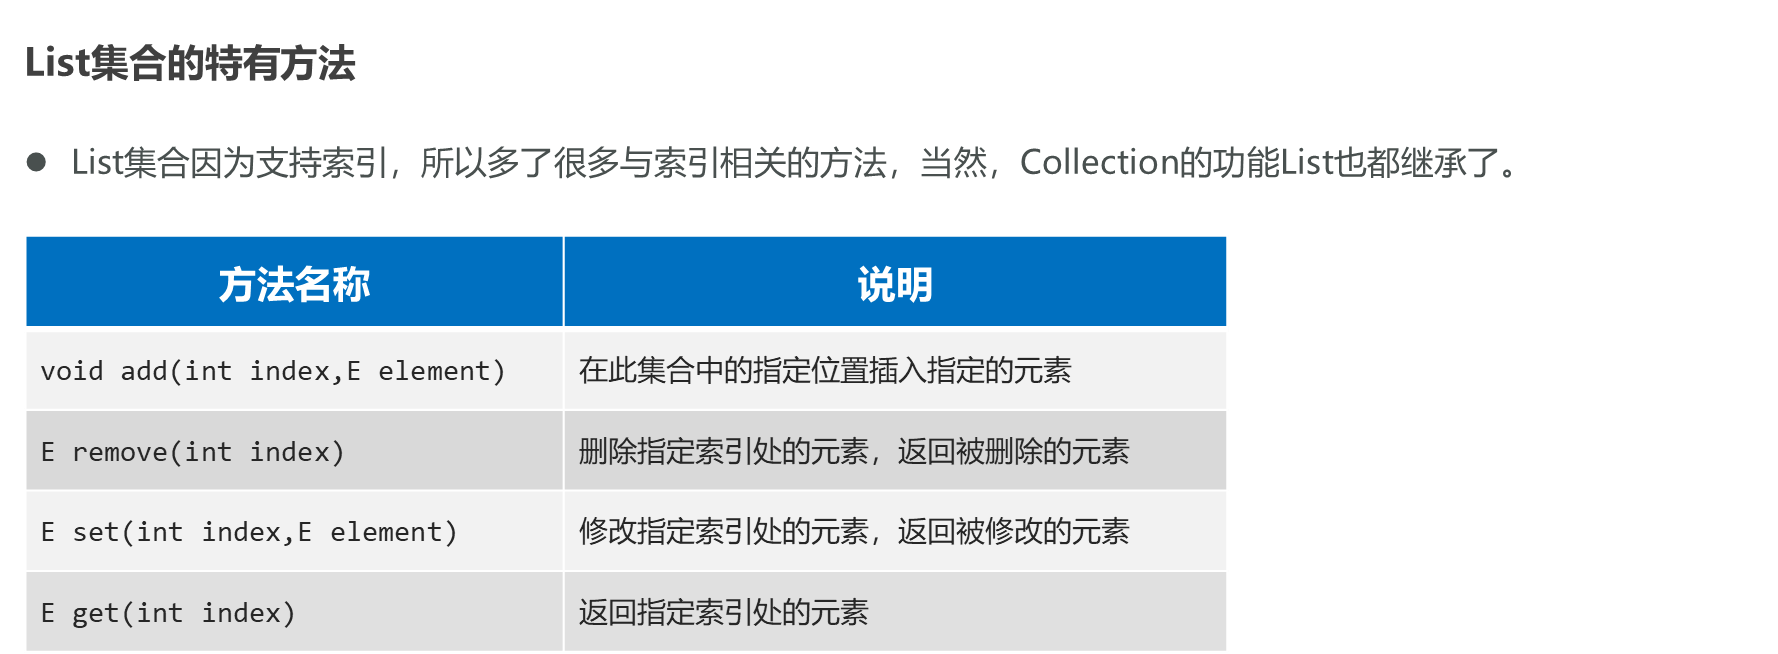 List集合的特有方法
● List集合因为支持索引，所以多了很多与索引相关的方法，当然，Collection的功能List也都继承了。
方法名称 说明
void add(int index,E element) 在此集合中的指定位置插入指定的元素
E remove(int index) 删除指定索引处的元素，返回被删除的元素
E set(int index,E element) 修改指定索引处的元素，返回被修改的元素
E get(int index) 返回指定索引处的元素